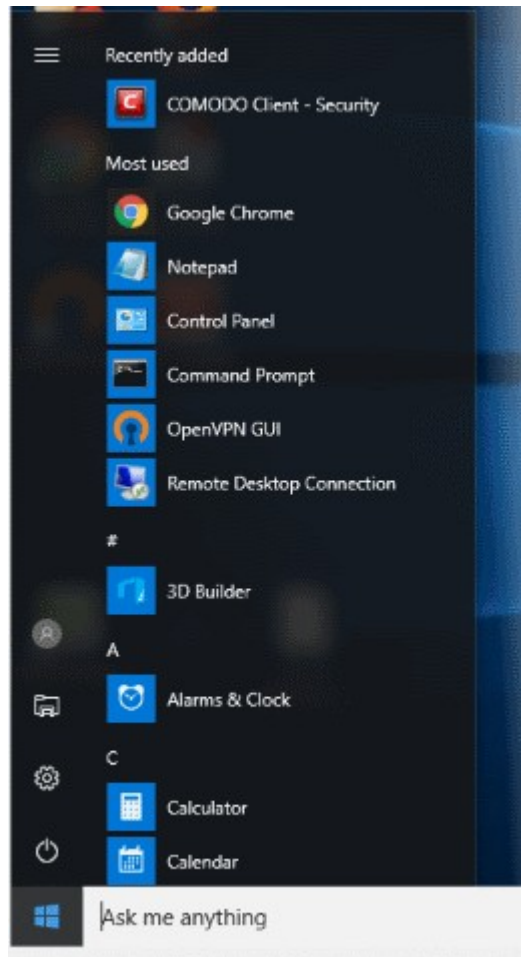 Recently added
COMODO Client - Security
Most used
Google Chrome
Notepad
Control Panel
Command Prompt
OpenVPN GUI
Remote Desktop Connection
#
3D Builder
A
Alarms & Clock
C
Calculator
Calendar
Ask me anything